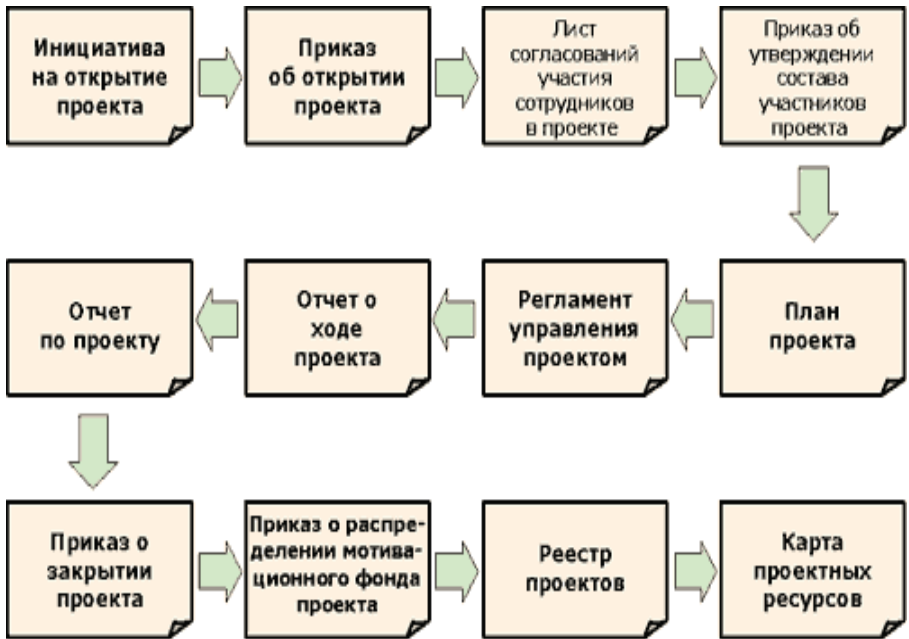 Инициатива
на открытие
проекта
Приказ
об открытии
проекта
Лист
согласований
участия
сотрудников
в проекте
Приказ об
утверждении
состава
участников
проекта
План
проекта
Регламент
управления
проектом
Отчет о
ходе
проекта
Отчет
по проекту
Приказ о
закрытии
проекта
Приказ о распре-
делении мотива-
ционного фонда
проекта
Реестр
проектов
Карта
проектных
ресурсов